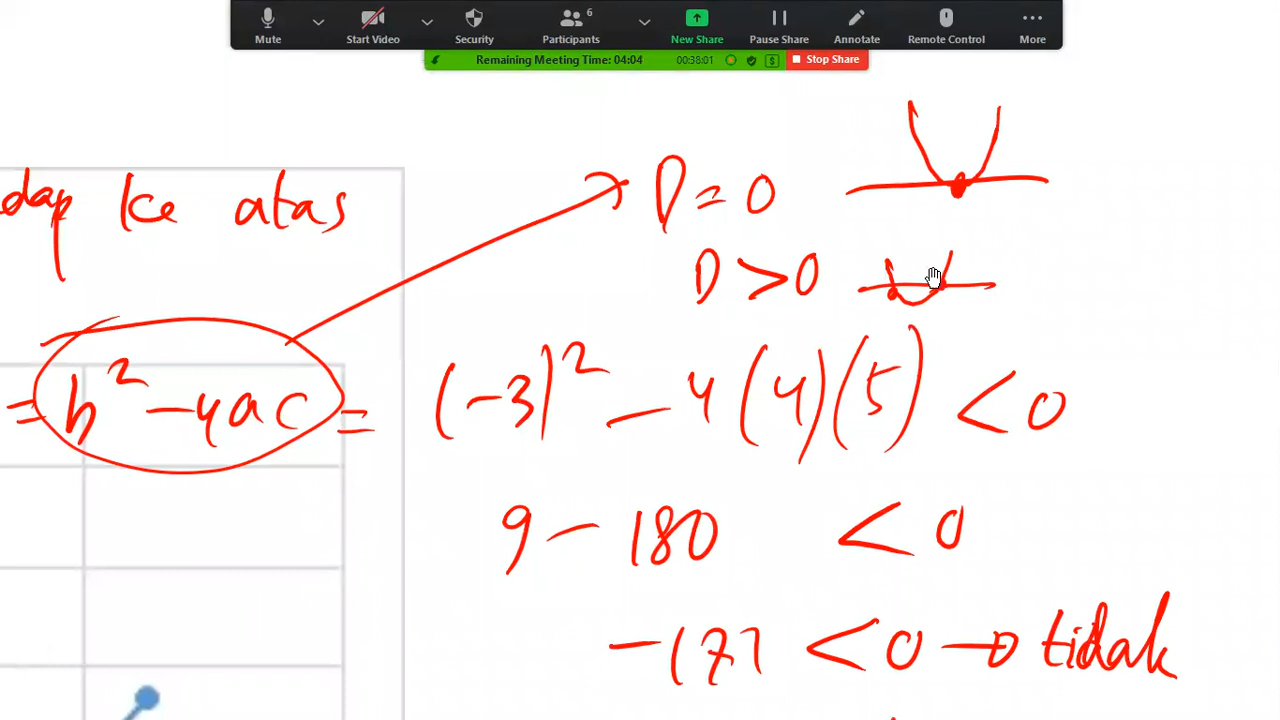 6
Mute
Start Video
Security
Participants
New Share
Pause Share
Annotate
Remote Control
More
Remaining Meeting Time: 04:04
00:38:01
Stop Share
D = 0
dap ke atas
D > 0
= b² - 4ac = (-3)² - 4(4)(5) < 0
9 - 180 < 0
-177 < 0 → tidak